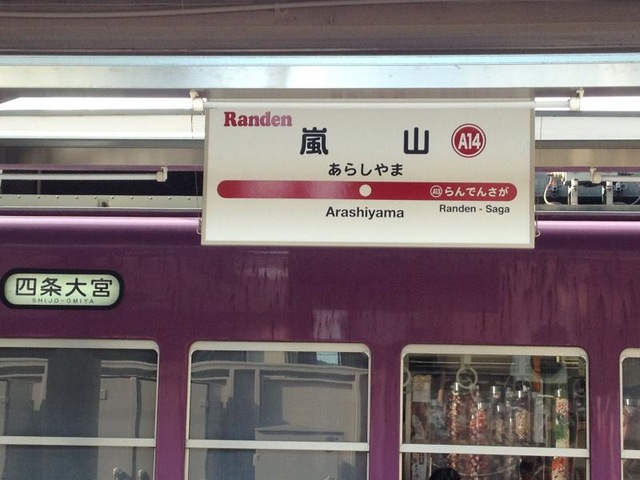 Randen
嵐 山 A14
あらしやま
A13 らんでんさが
Arashiyama Randen - Saga
四条大宮
SHIJO-OMIYA